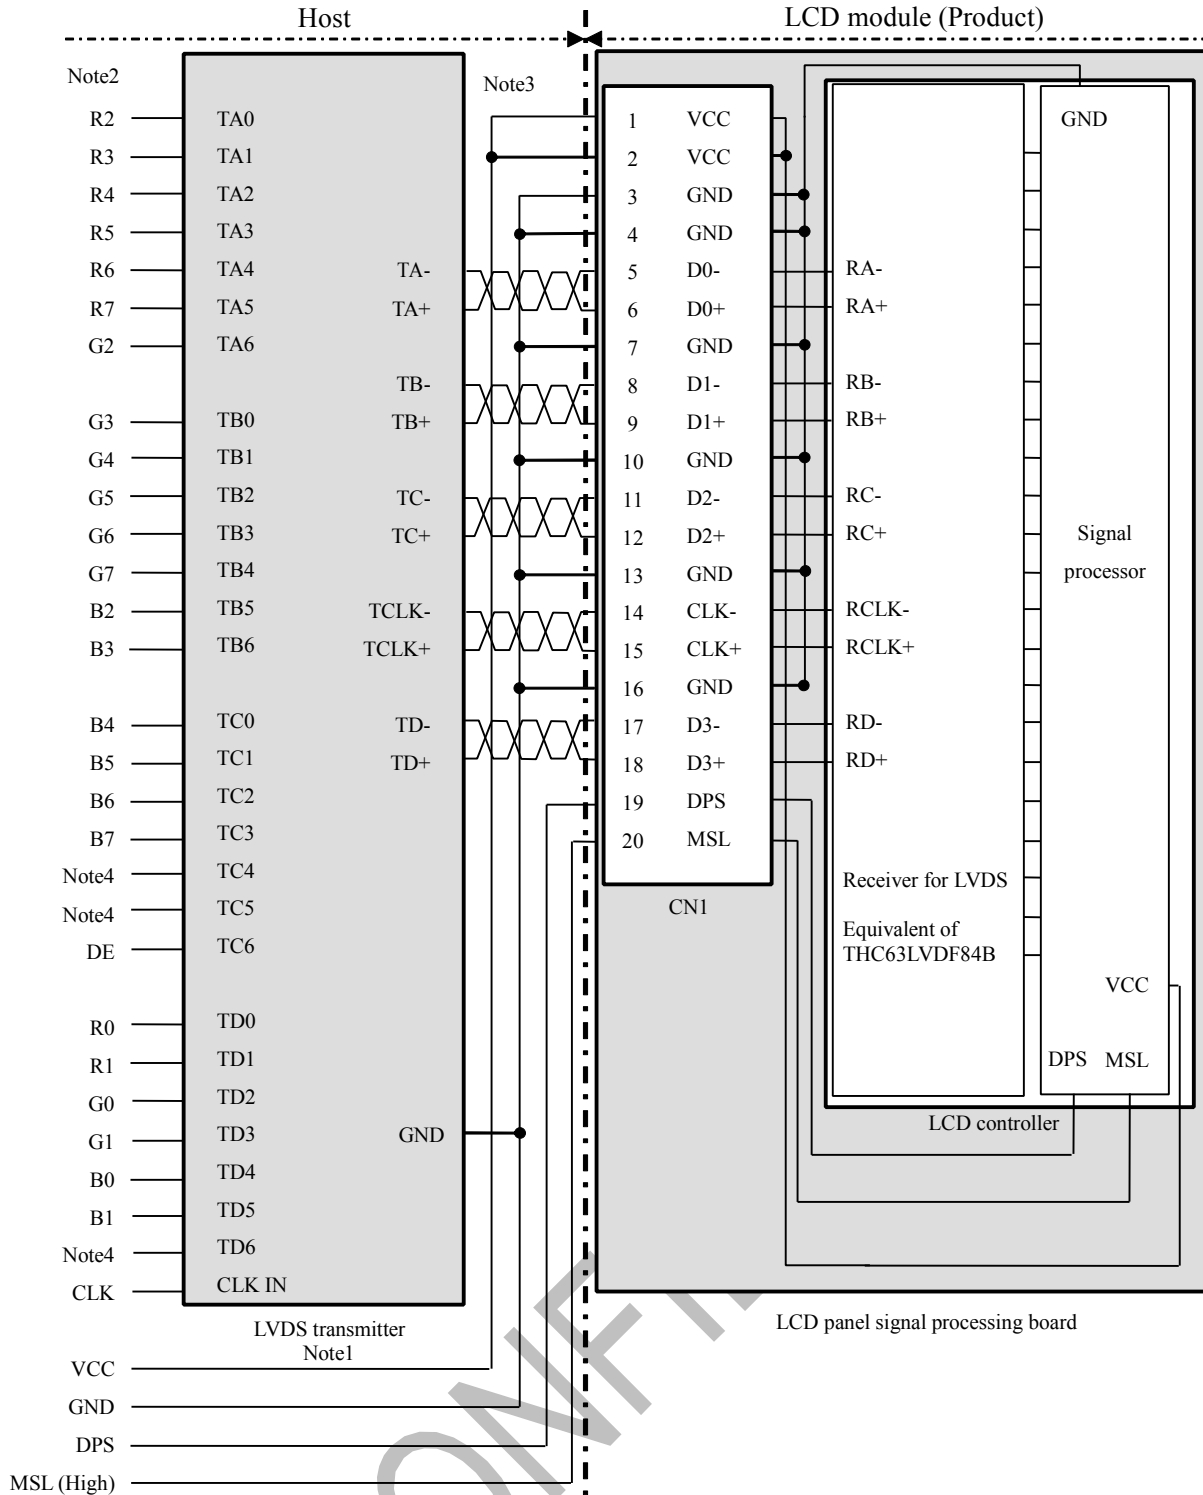 Host
LCD module (Product)
Note2
Note3
R2 TA0
R3 TA1
R4 TA2
R5 TA3
R6 TA4 TA-
R7 TA5 TA+
G2 TA6
TB-
G3 TB0 TB+
G4 TB1
G5 TB2 TC-
G6 TB3 TC+
G7 TB4
B2 TB5 TCLK-
B3 TB6 TCLK+
B4 TC0 TD-
B5 TC1 TD+
B6 TC2
B7 TC3
Note4 TC4
Note4 TC5
DE TC6
R0 TD0
R1 TD1
G0 TD2
G1 TD3 GND
B0 TD4
B1 TD5
Note4 TD6
CLK CLK IN
LVDS transmitter
Note1
VCC
GND
DPS
MSL (High)
1 VCC
2 VCC
3 GND
4 GND
5 D0-
6 D0+
7 GND
8 D1-
9 D1+
10 GND
11 D2-
12 D2+
13 GND
14 CLK-
15 CLK+
16 GND
17 D3-
18 D3+
19 DPS
20 MSL
CN1
RA-
RA+
RB-
RB+
RC-
RC+
RCLK-
RCLK+
RD-
RD+
Receiver for LVDS
Equivalent of
THC63LVDF84B
GND
Signal
processor
VCC
DPS MSL
LCD controller
LCD panel signal processing board